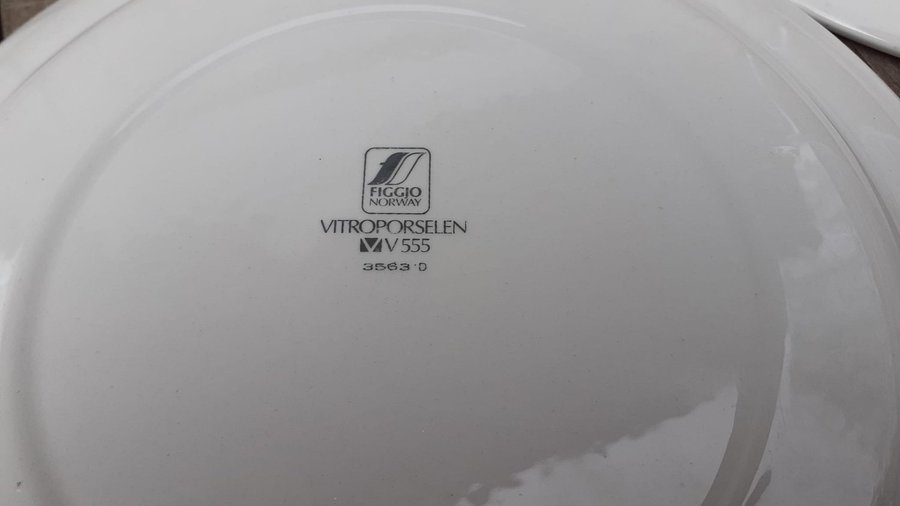 FIGGJO
NORWAY
VITROPORSELEN
V V 555
3563 0